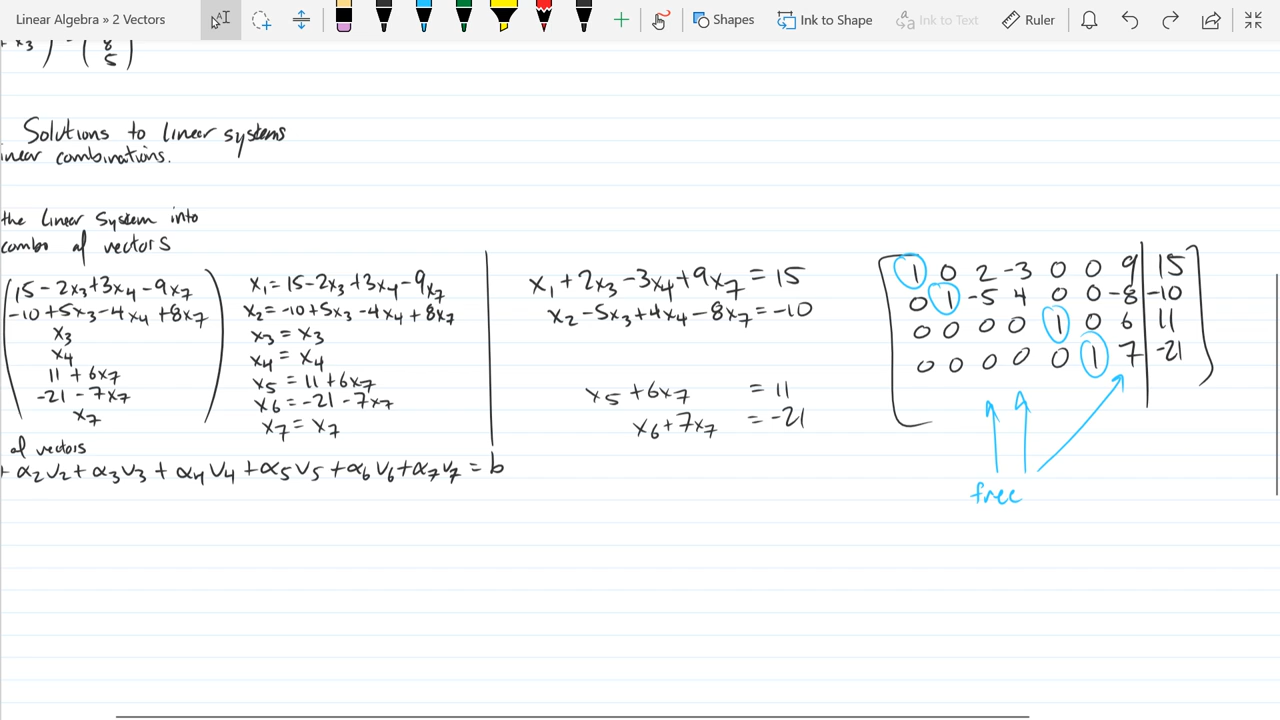 Linear Algebra » 2 Vectors
Shapes
Ink to Shape
Ink to Text
Ruler
+ x3 ) = ( 8
5 )
Solutions to linear systems
inear combinations.
the Linear System into
combo of vectors
15 - 2x3 + 3x4 - 9x7
-10 + 5x3 - 4x4 + 8x7
x3
x4
11 + 6x7
-21 - 7x7
x7
of vectors
+ α2v2 + α3v3 + α4v4 + α5v5 + α6v6 + α7v7 = b
x1 = 15 - 2x3 + 3x4 - 9x7
x2 = -10 + 5x3 - 4x4 + 8x7
x3 = x3
x4 = x4
x5 = 11 + 6x7
x6 = -21 - 7x7
x7 = x7
x1 + 2x3 - 3x4 + 9x7 = 15
x2 - 5x3 + 4x4 - 8x7 = -10
x5 + 6x7 = 11
x6 + 7x7 = -21
1 0 2 -3 0 0 9 | 15
0 1 -5 4 0 0 -8 | -10
0 0 0 0 1 0 6 | 11
0 0 0 0 0 1 7 | -21
free